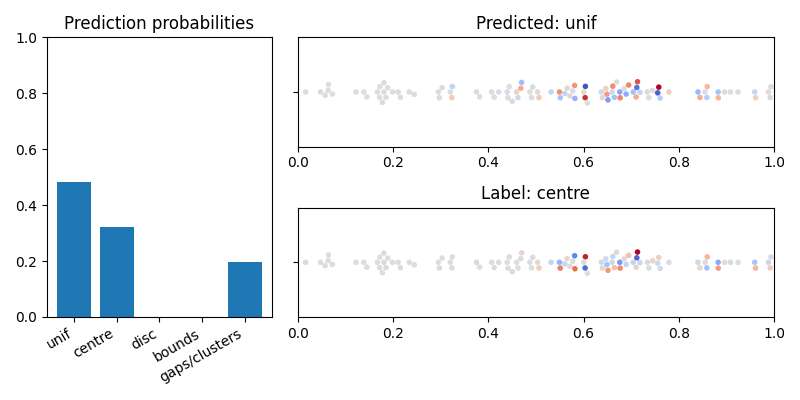 Prediction probabilities
1.0
0.8
0.6
0.4
0.2
0.0
unif
centre
disc
bounds
gaps/clusters
Predicted: unif
0.0 0.2 0.4 0.6 0.8 1.0
Label: centre
0.0 0.2 0.4 0.6 0.8 1.0